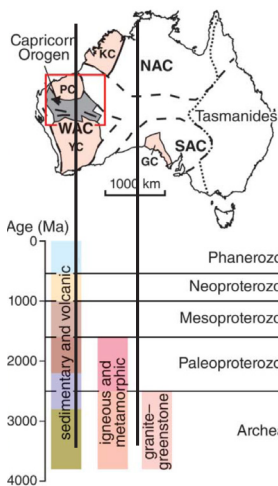 Capricorn
Orogen
KC
NAC
PC
WAC
YC
Tasmanides
SAC
GC
1000 km
Age (Ma)
0
Phanerozo
Neoproterozo
1000
Mesoproterozo
2000
Paleoproterozo
3000
Archea
4000
sedimentary and volcanic
igneous and
metamorphic
granite–
greenstone